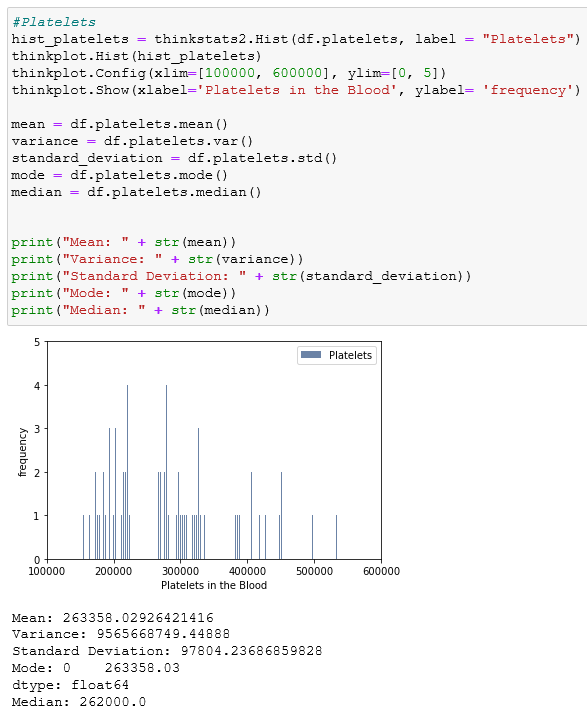 #Platelets
hist_platelets = thinkstats2.Hist(df.platelets, label = "Platelets")
thinkplot.Hist(hist_platelets)
thinkplot.Config(xlim=[100000, 600000], ylim=[0, 5])
thinkplot.Show(xlabel='Platelets in the Blood', ylabel= 'frequency')
mean = df.platelets.mean()
variance = df.platelets.var()
standard_deviation = df.platelets.std()
mode = df.platelets.mode()
median = df.platelets.median()
print("Mean: " + str(mean))
print("Variance: " + str(variance))
print("Standard Deviation: " + str(standard_deviation))
print("Mode: " + str(mode))
print("Median: " + str(median))
Platelets
5
4
3
2
1
0
frequency
100000 200000 300000 400000 500000 600000
Platelets in the Blood
Mean: 263358.02926421416
Variance: 9565668749.44888
Standard Deviation: 97804.23686859828
Mode: 0    263358.03
dtype: float64
Median: 262000.0